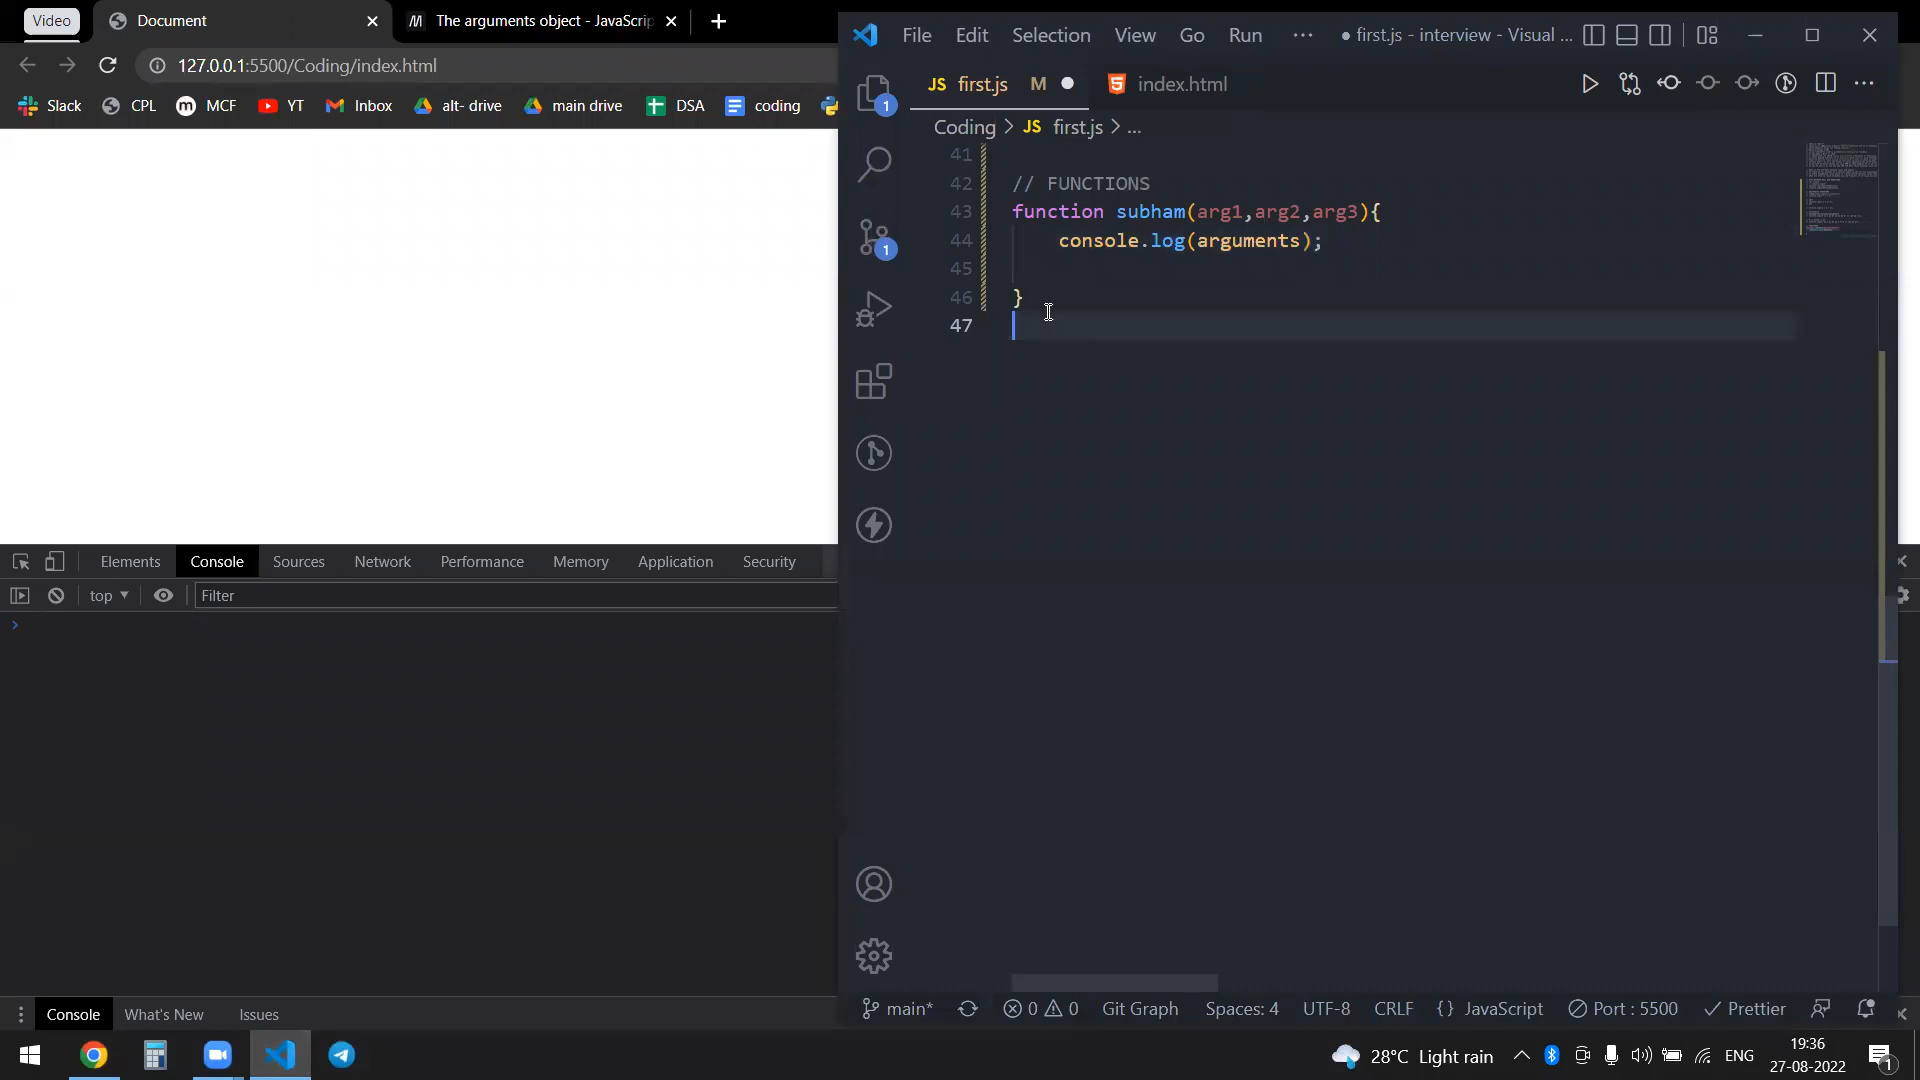 Video
Document
The arguments object - JavaScrip
127.0.0.1:5500/Coding/index.html
Slack
CPL
MCF
YT
Inbox
alt- drive
main drive
DSA
coding
File Edit Selection View Go Run ···
● first.js - interview - Visual ...
JS first.js M
index.html
1
Coding > JS first.js > ...
41
42 // FUNCTIONS
43 function subham(arg1,arg2,arg3){
44 console.log(arguments);
45
46 }
47
1
Elements Console Sources Network Performance Memory Application Security
top ▼
Filter
>
Console What's New Issues
main*
0
0
Git Graph
Spaces: 4
UTF-8
CRLF
{} JavaScript
Port : 5500
Prettier
28°C Light rain
ENG
19:36
27-08-2022
1